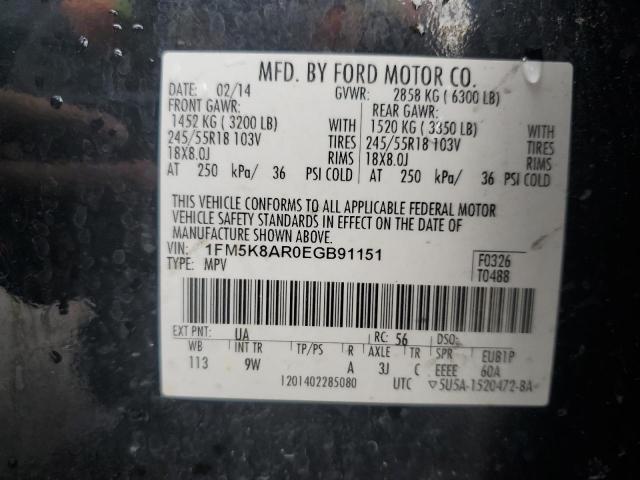 MFD. BY FORD MOTOR CO.
DATE: 02/14 GVWR: 2858 KG ( 6300 LB)
FRONT GAWR: REAR GAWR:
1452 KG ( 3200 LB) WITH 1520 KG ( 3350 LB) WITH
245/55R18 103V TIRES 245/55R18 103V TIRES
18X8.0J RIMS 18X8.0J RIMS
AT 250 kPa/ 36 PSI COLD AT 250 kPa/ 36 PSI COLD
THIS VEHICLE CONFORMS TO ALL APPLICABLE FEDERAL MOTOR
VEHICLE SAFETY STANDARDS IN EFFECT ON THE DATE OF
MANUFACTURE SHOWN ABOVE.
VIN: 1FM5K8AR0EGB91151 F0326
TYPE: MPV T0488
EXT PNT: UA RC: 56 DSO:
WB INT TR TP/PS R AXLE TR SPR EUB1P
113 9W A 3J C EEEE 60A
1201402285080 UTC ▽5U5A-1520472-BA